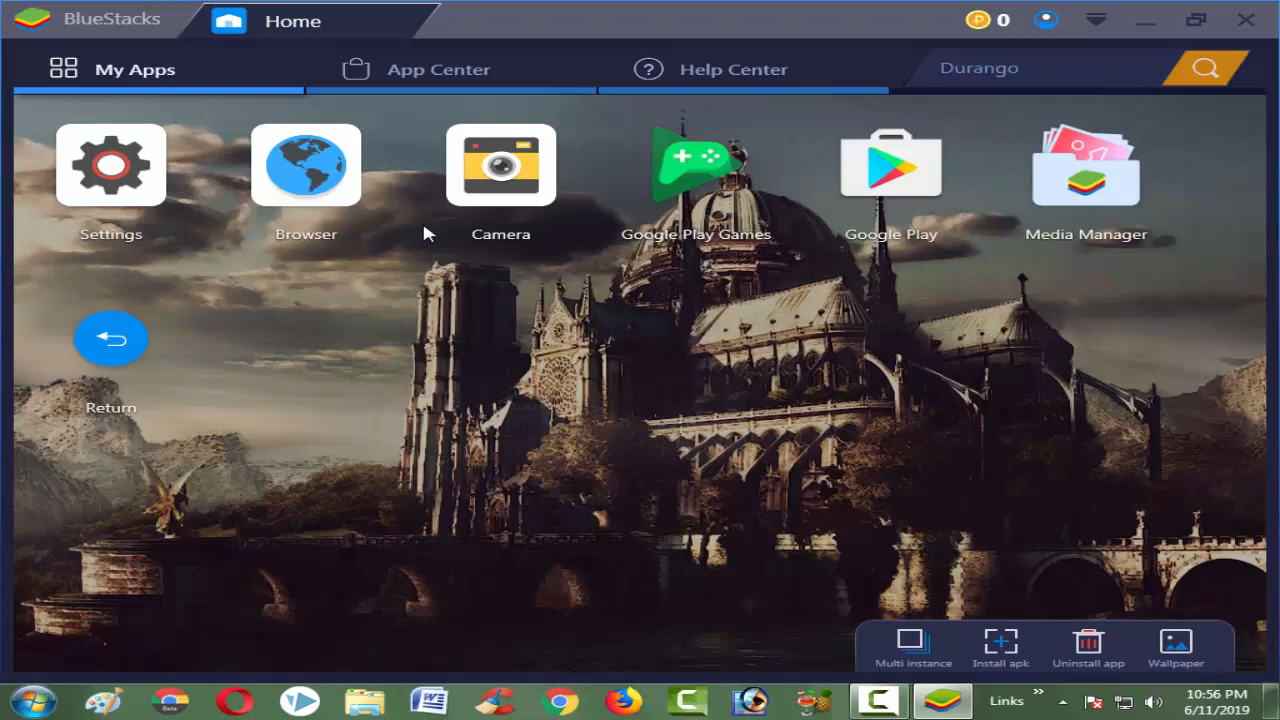 BlueStacks
Home
0
My Apps
App Center
? Help Center
Durango
Settings
Browser
Camera
Google Play Games
Google Play
Media Manager
Return
Multi instance
Install apk
Uninstall app
Wallpaper
Beta
W
C
C
Links
»
10:56 PM
6/11/2019